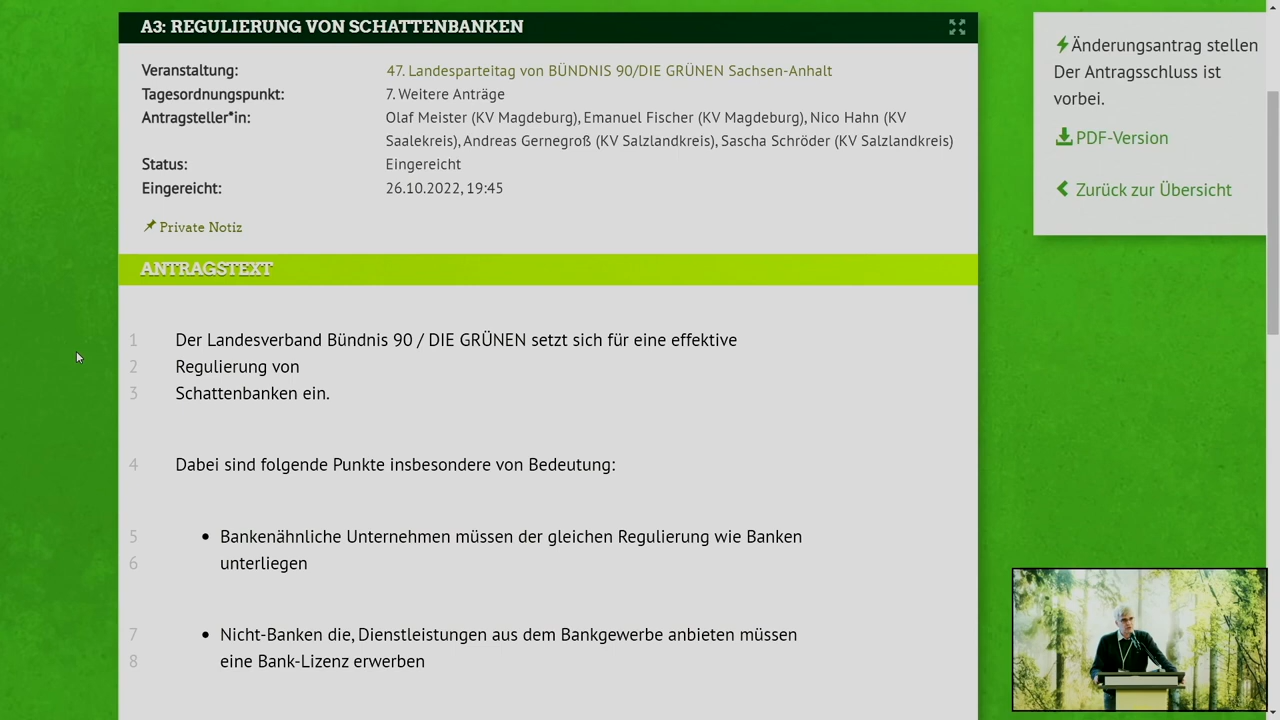 A3: REGULIERUNG VON SCHATTENBANKEN
Veranstaltung: 47. Landesparteitag von BÜNDNIS 90/DIE GRÜNEN Sachsen-Anhalt
Tagesordnungspunkt: 7. Weitere Anträge
Antragsteller*in: Olaf Meister (KV Magdeburg), Emanuel Fischer (KV Magdeburg), Nico Hahn (KV
Saalekreis), Andreas Gernegroß (KV Salzlandkreis), Sascha Schröder (KV Salzlandkreis)
Status: Eingereicht
Eingereicht: 26.10.2022, 19:45
Private Notiz
ANTRAGSTEXT
1 Der Landesverband Bündnis 90 / DIE GRÜNEN setzt sich für eine effektive
2 Regulierung von
3 Schattenbanken ein.
4 Dabei sind folgende Punkte insbesondere von Bedeutung:
5 • Bankenähnliche Unternehmen müssen der gleichen Regulierung wie Banken
6 unterliegen
7 • Nicht-Banken die, Dienstleistungen aus dem Bankgewerbe anbieten müssen
8 eine Bank-Lizenz erwerben
Änderungsantrag stellen
Der Antragsschluss ist
vorbei.
PDF-Version
Zurück zur Übersicht